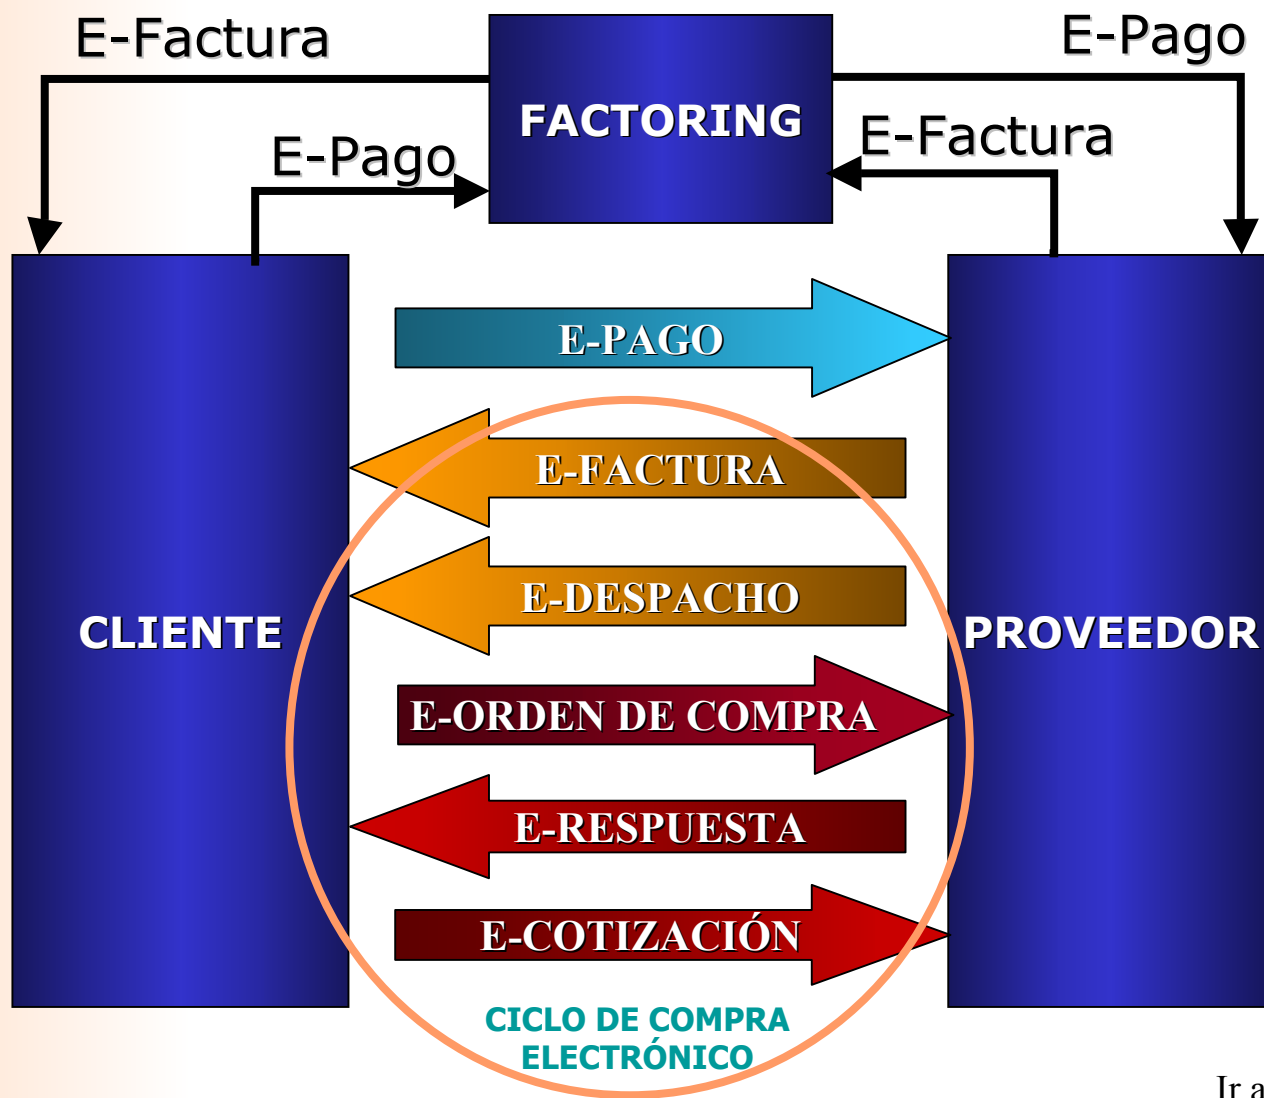 E-Factura
E-Pago
FACTORING
E-Pago
E-Factura
E-PAGO
E-FACTURA
E-DESPACHO
CLIENTE
PROVEEDOR
E-ORDEN DE COMPRA
E-RESPUESTA
E-COTIZACIÓN
CICLO DE COMPRA
ELECTRÓNICO
Ir a